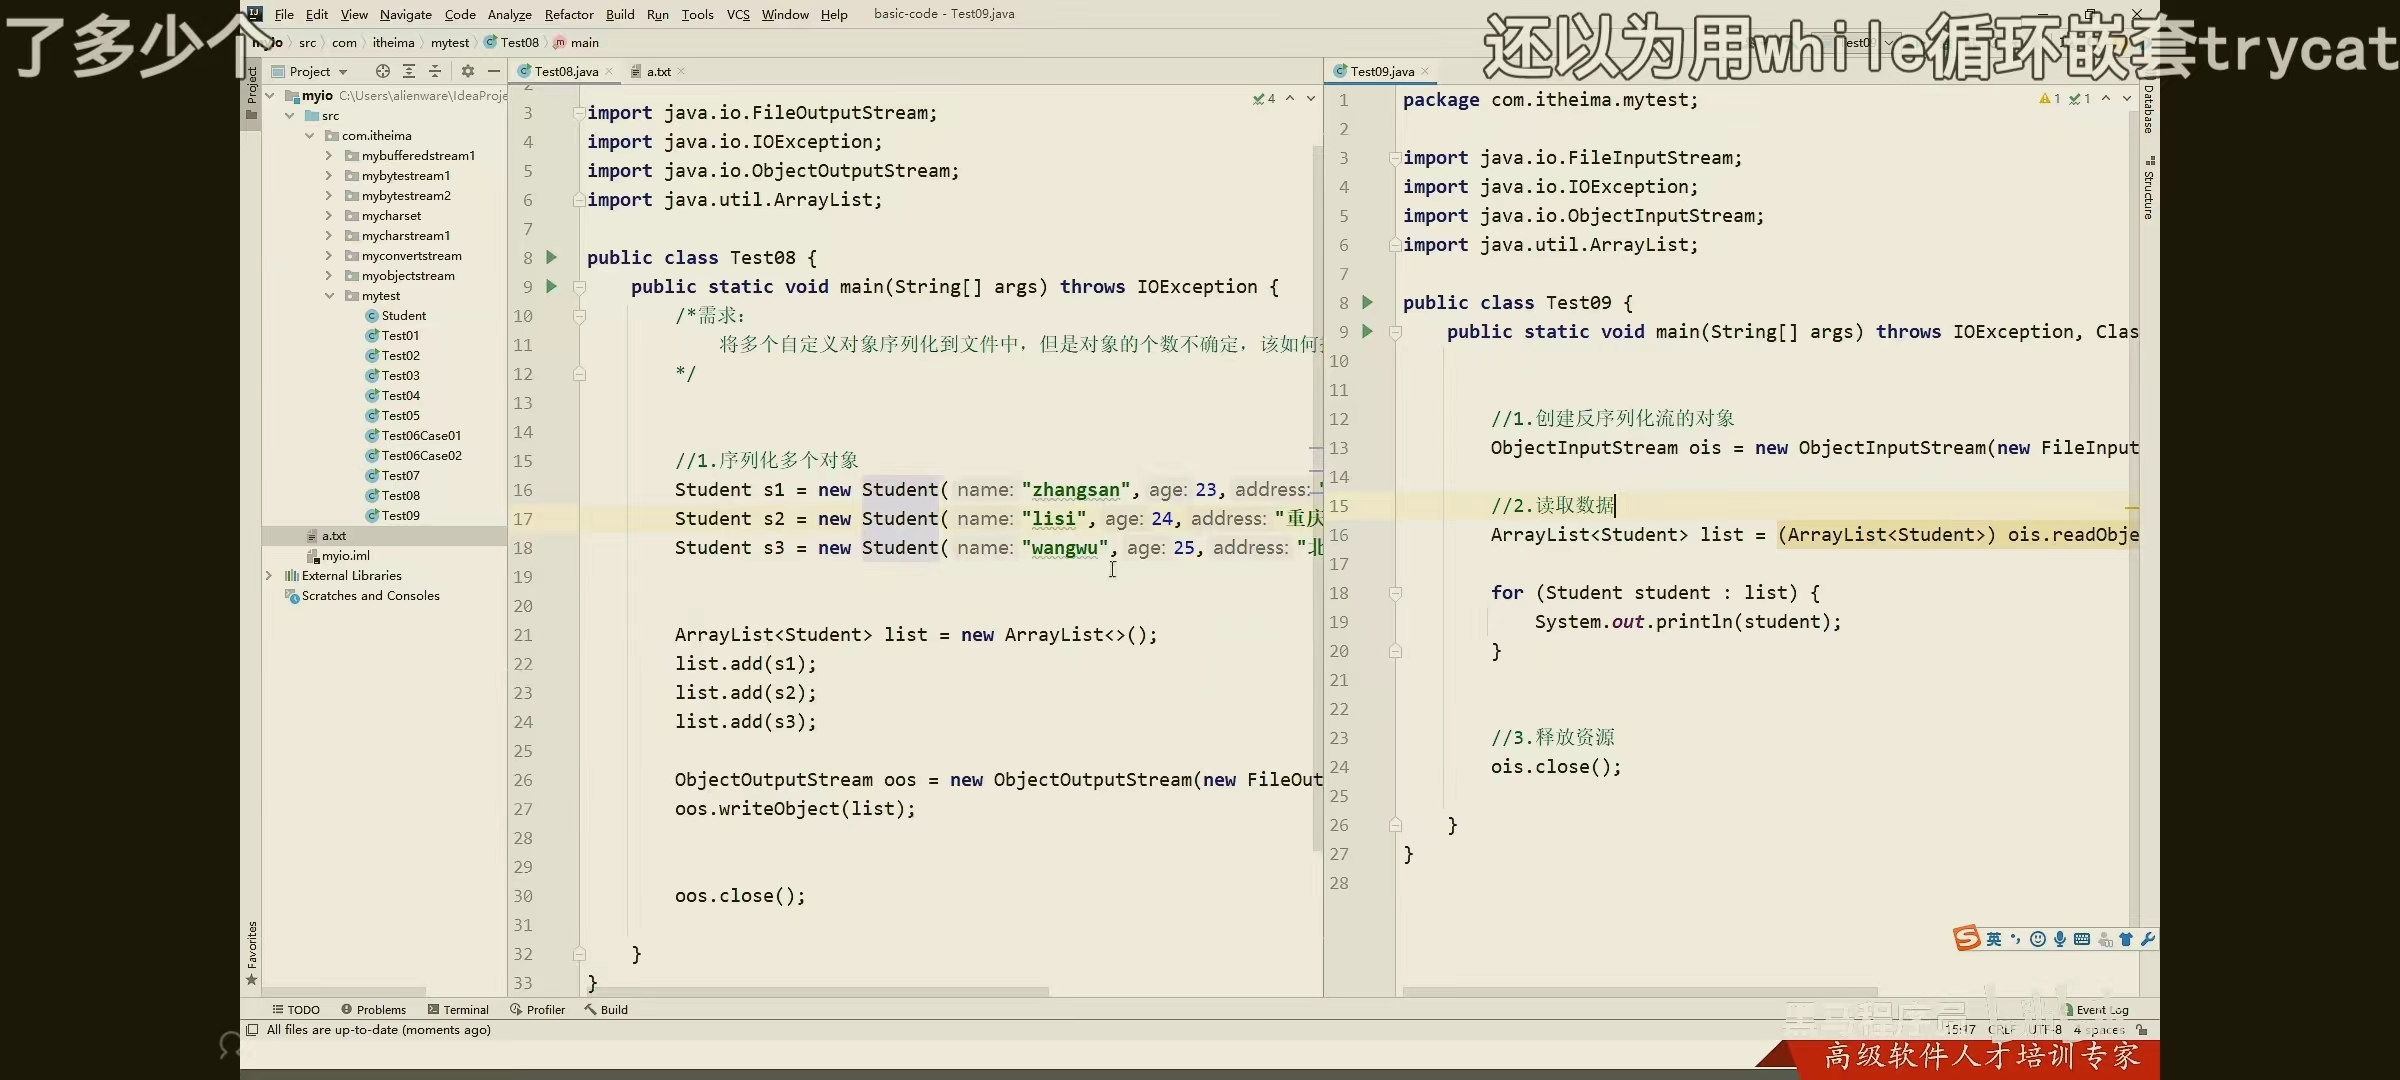 了多少个
还以为用while循环嵌套trycat
File Edit View Navigate Code Analyze Refactor Build Run Tools VCS Window Help basic-code - Test09.java
myio src com itheima mytest Test08 main
Project
Project
myio C:\Users\alienware\IdeaProje
src
com.itheima
mybufferedstream1
mybytestream1
mybytestream2
mycharset
mycharstream1
myconvertstream
myobjectstream
mytest
Student
Test01
Test02
Test03
Test04
Test05
Test06Case01
Test06Case02
Test07
Test08
Test09
a.txt
myio.iml
External Libraries
Scratches and Consoles
Favorites
Test08.java a.txt
4
2
3 import java.io.FileOutputStream;
4 import java.io.IOException;
5 import java.io.ObjectOutputStream;
6 import java.util.ArrayList;
7
8 public class Test08 {
9 public static void main(String[] args) throws IOException {
10 /*需求:
11 将多个自定义对象序列化到文件中，但是对象的个数不确定，该如何
12 */
13
14
15 //1.序列化多个对象
16 Student s1 = new Student( name: "zhangsan", age: 23, address: "
17 Student s2 = new Student( name: "lisi", age: 24, address: "重庆
18 Student s3 = new Student( name: "wangwu", age: 25, address: "北
19
20
21 ArrayList<Student> list = new ArrayList<>();
22 list.add(s1);
23 list.add(s2);
24 list.add(s3);
25
26 ObjectOutputStream oos = new ObjectOutputStream(new FileOut
27 oos.writeObject(list);
28
29
30 oos.close();
31
32 }
33 }
Test09.java
1 1
1 package com.itheima.mytest;
2
3 import java.io.FileInputStream;
4 import java.io.IOException;
5 import java.io.ObjectInputStream;
6 import java.util.ArrayList;
7
8 public class Test09 {
9 public static void main(String[] args) throws IOException, Clas
10
11
12 //1.创建反序列化流的对象
13 ObjectInputStream ois = new ObjectInputStream(new FileInput
14
15 //2.读取数据
16 ArrayList<Student> list = (ArrayList<Student>) ois.readObje
17
18 for (Student student : list) {
19 System.out.println(student);
20 }
21
22
23 //3.释放资源
24 ois.close();
25
26 }
27 }
28
Database
Structure
英
TODO Problems Terminal Profiler Build Event Log
All files are up-to-date (moments ago) 15:17 CRLF UTF-8 4 spaces
高级软件人才培训专家